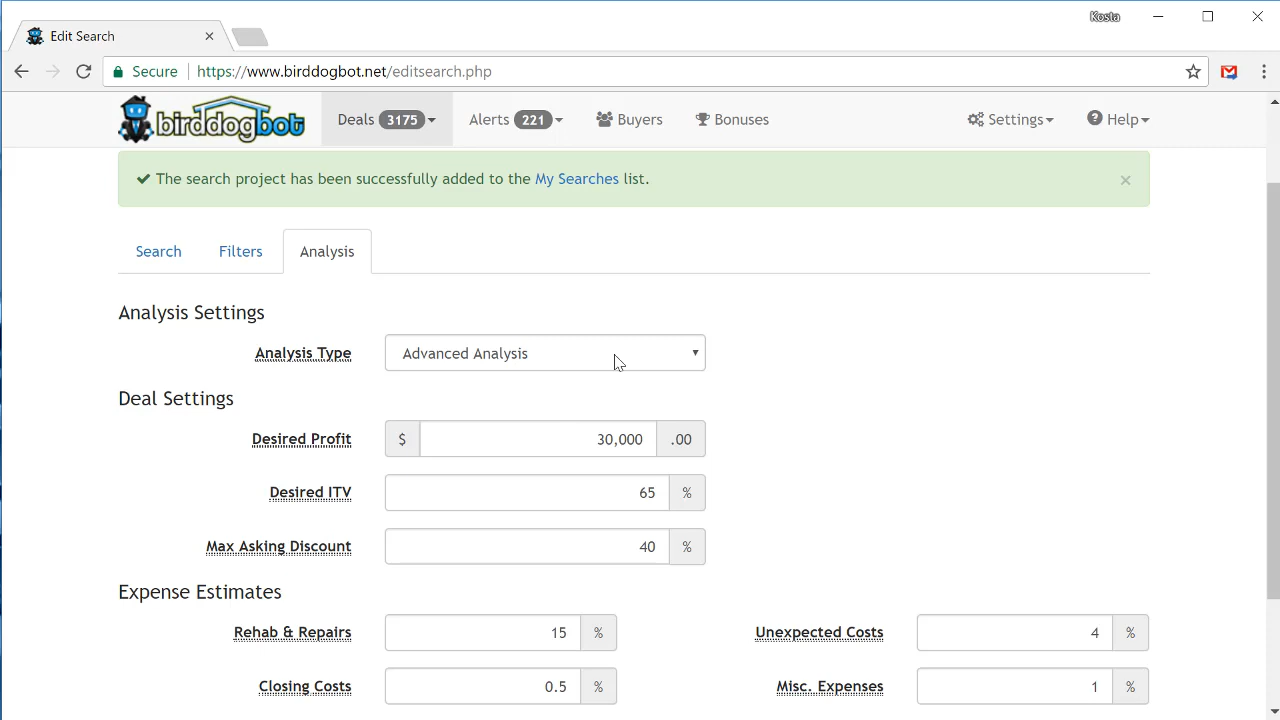 Kosta
Edit Search
Secure https://www.birddogbot.net/editsearch.php
birddogbot Deals 3175 Alerts 221 Buyers Bonuses Settings Help
The search project has been successfully added to the My Searches list. ×
Search Filters Analysis
Analysis Settings
Analysis Type Advanced Analysis
Deal Settings
Desired Profit $ 30,000 .00
Desired ITV 65 %
Max Asking Discount 40 %
Expense Estimates
Rehab & Repairs 15 % Unexpected Costs 4 %
Closing Costs 0.5 % Misc. Expenses 1 %